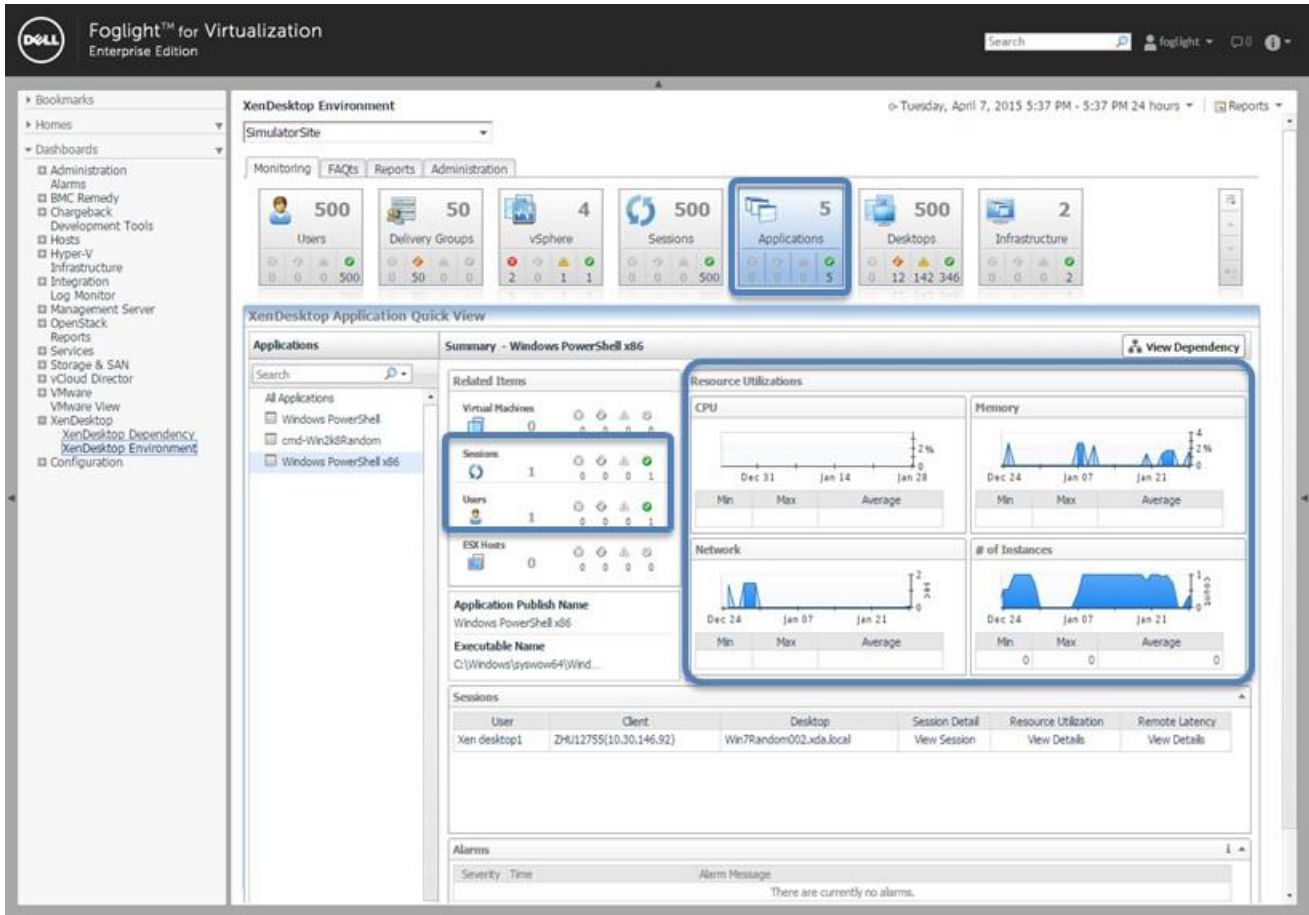 DELL
Foglight™ for Virtualization
Enterprise Edition
Search
foglight
0
Bookmarks
Homes
Dashboards
Administration
Alarms
BMC Remedy
Chargeback
Development Tools
Hosts
Hyper-V
Infrastructure
Integration
Log Monitor
Management Server
OpenStack
Reports
Services
Storage & SAN
vCloud Director
VMware
VMware View
XenDesktop
XenDesktop Dependency
XenDesktop Environment
Configuration
XenDesktop Environment
Tuesday, April 7, 2015 5:37 PM - 5:37 PM 24 hours
Reports
SimulatorSite
Monitoring FAQts Reports Administration
500 50 4 500 5 500 2
Users Delivery Groups vSphere Sessions Applications Desktops Infrastructure
0 0 0 500 0 50 0 0 2 0 1 1 0 0 0 500 0 0 0 5 0 12 142 346 0 0 0 2
XenDesktop Application Quick View
Applications
Search
All Applications
Windows PowerShell
cmd-Win2k8Random
Windows PowerShell x86
Summary - Windows PowerShell x86
View Dependency
Related Items
Virtual Machines
0
Sessions
1 0 0 0 1
Users
1 0 0 0 1
ESX Hosts
0 0 0 0 0
Application Publish Name
Windows PowerShell x86
Executable Name
C:\Windows\syswow64\Wind...
Resource Utilizations
CPU
2 %
0
Dec 31 Jan 14 Jan 28
Min Max Average
Memory
4
2 %
0
Dec 24 Jan 07 Jan 21
Min Max Average
Network
2
0
Dec 24 Jan 07 Jan 21
Min Max Average
# of Instances
1
count
0
Dec 24 Jan 07 Jan 21
Min Max Average
0 0 0
Sessions
User Client Desktop Session Detail Resource Utilization Remote Latency
Xen desktop1 ZHU12755(10.30.146.92) Win7Random002.xda.local View Session View Details View Details
Alarms
Severity Time Alarm Message
There are currently no alarms.